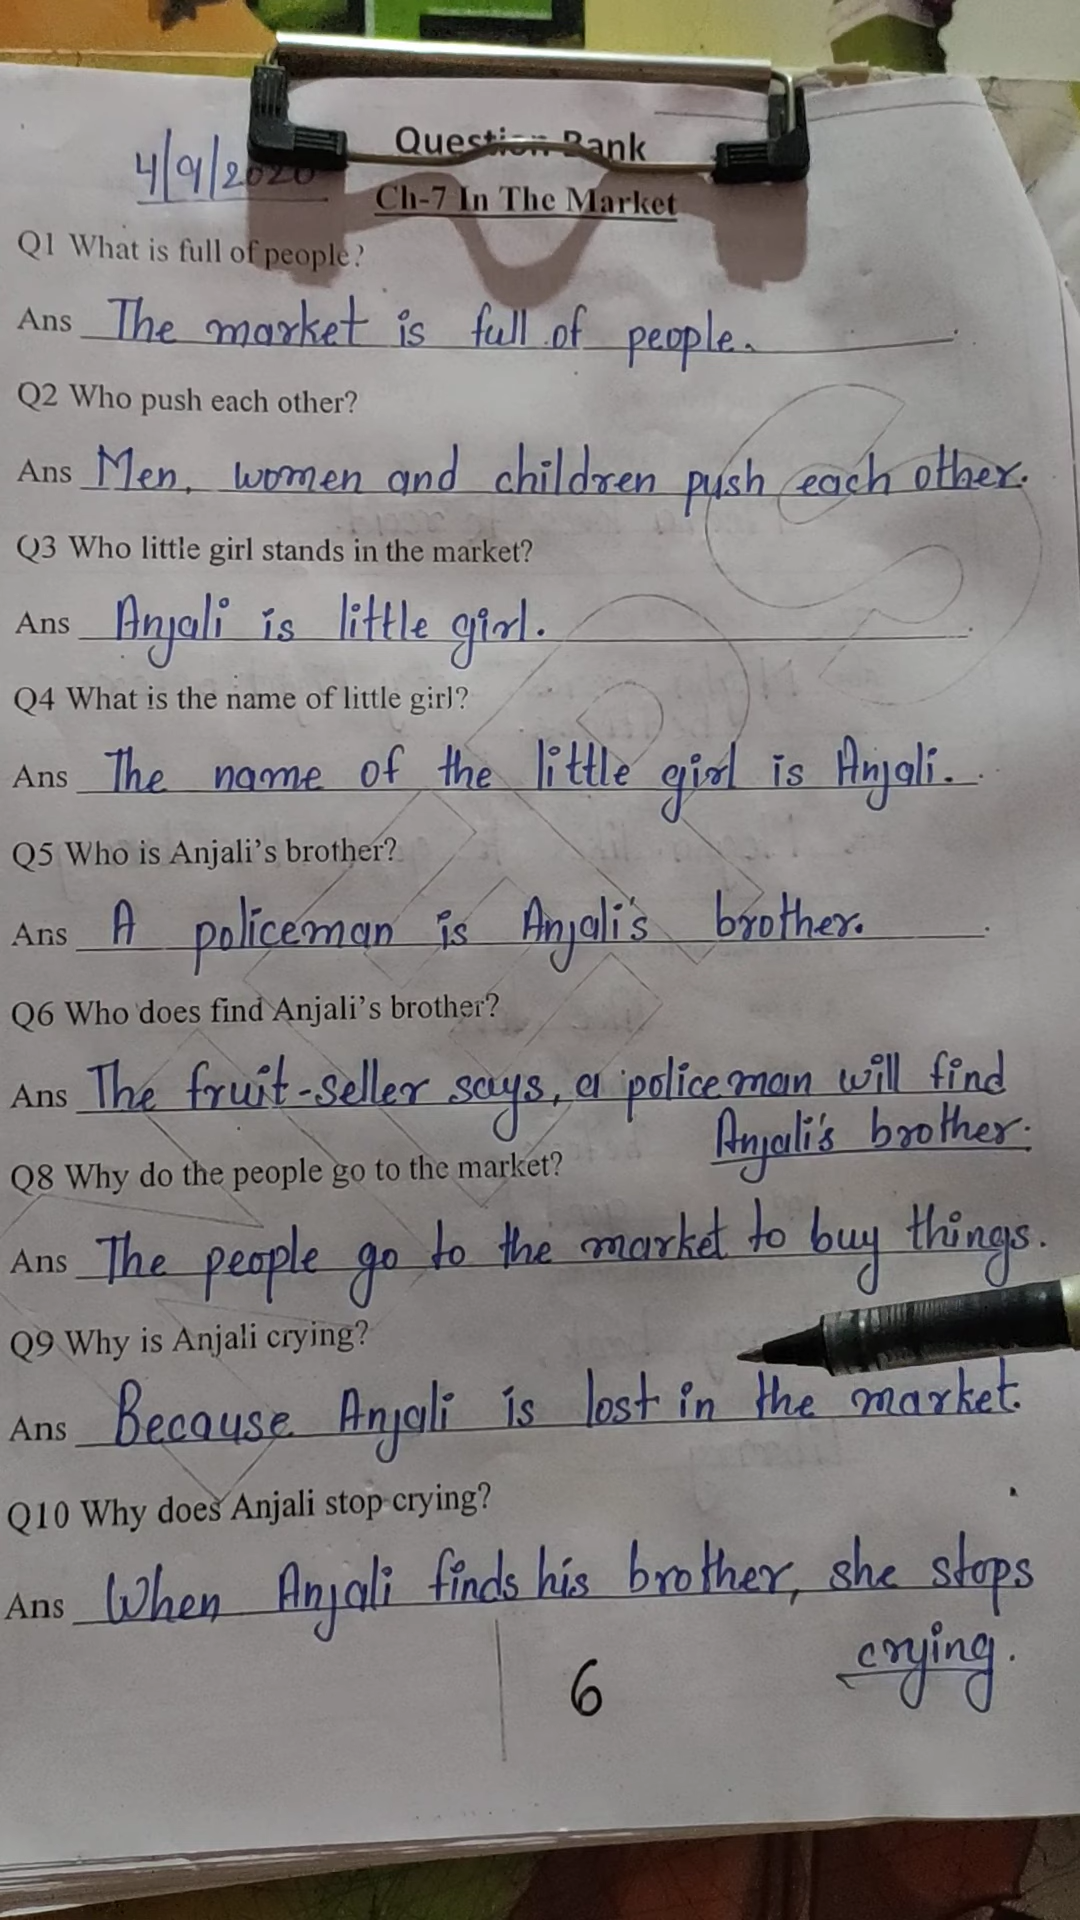 Question Bank
4/9/2020
Ch-7 In The Market
Q1 What is full of people?
Ans The market is full of people.
Q2 Who push each other?
Ans Men, women and children push each other.
Q3 Who little girl stands in the market?
Ans Anjali is little girl.
Q4 What is the name of little girl?
Ans The name of the little girl is Anjali.
Q5 Who is Anjali's brother?
Ans A policeman is Anjali's brother.
Q6 Who does find Anjali's brother?
Ans The fruit-seller says, a policeman will find
Anjali's brother.
Q8 Why do the people go to the market?
Ans The people go to the market to buy things.
Q9 Why is Anjali crying?
Ans Because Anjali is lost in the market.
Q10 Why does Anjali stop crying?
Ans When Anjali finds his brother, she stops
crying.
6